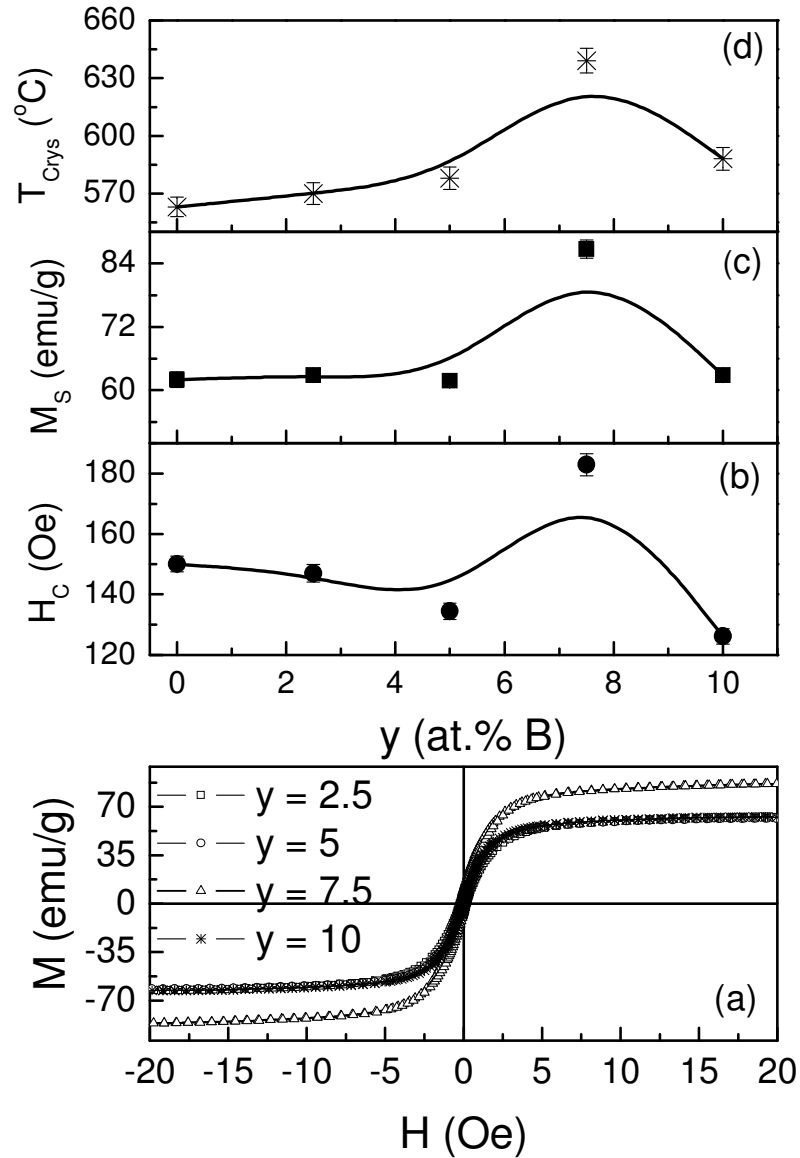 660
630
600
570
T_Crys (°C)
(d)
84
72
60
M_S (emu/g)
(c)
180
160
140
120
H_C (Oe)
(b)
0 2 4 6 8 10
y (at.% B)
70
35
0
-35
-70
M (emu/g)
y = 2.5
y = 5
y = 7.5
y = 10
(a)
-20 -15 -10 -5 0 5 10 15 20
H (Oe)